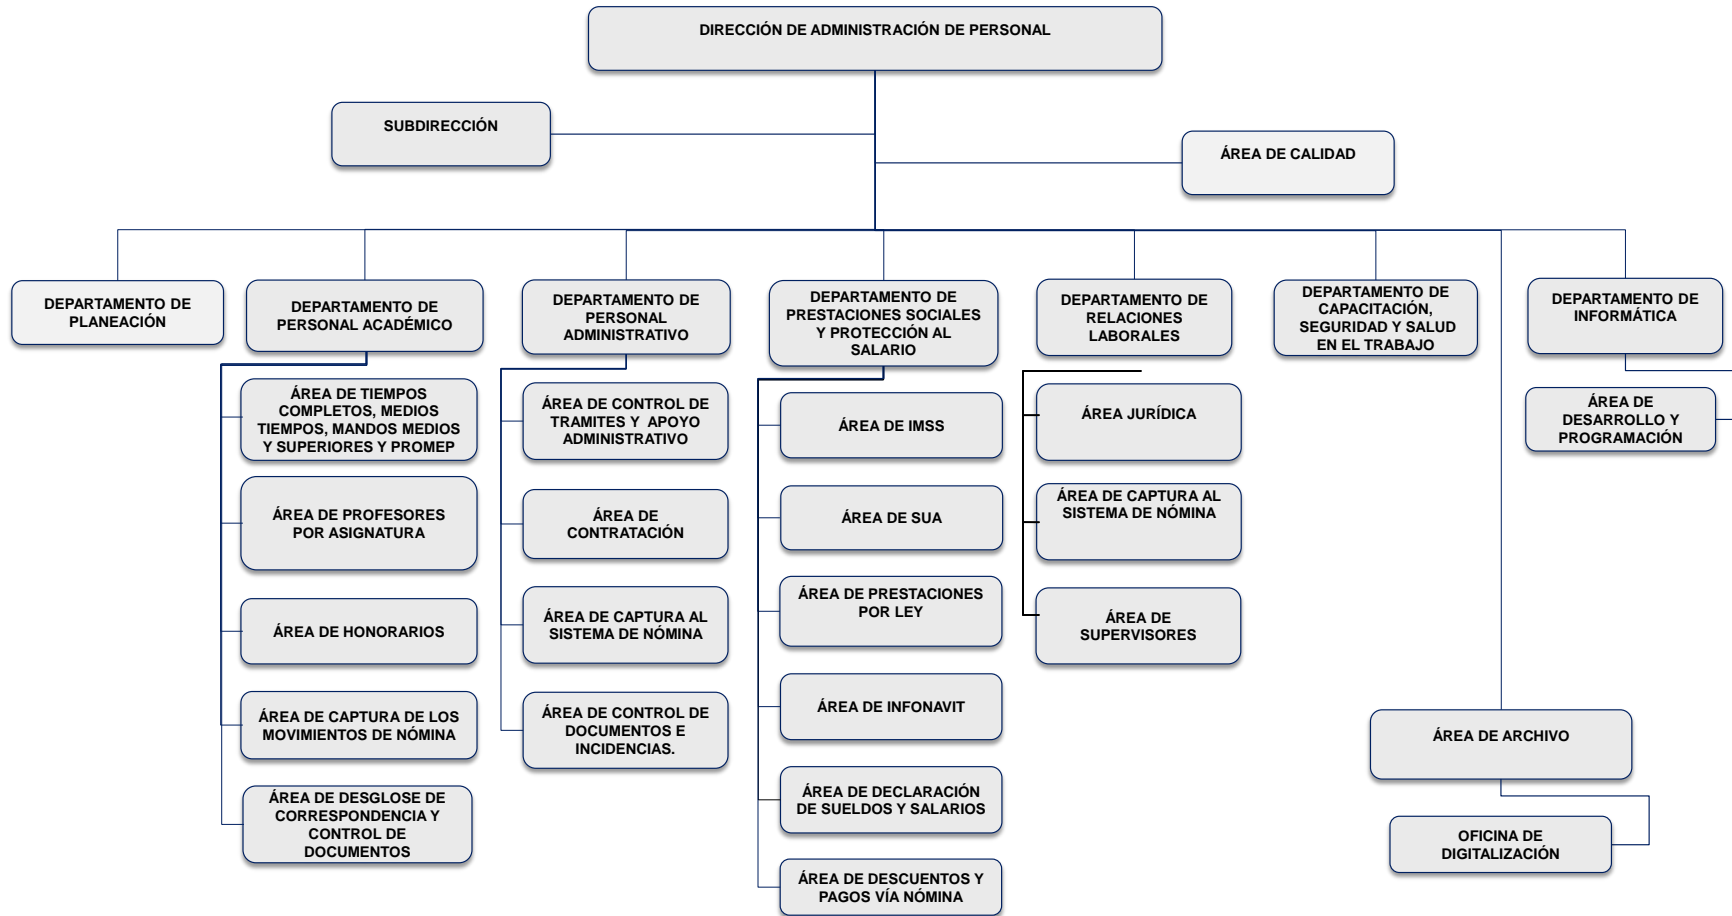 DIRECCIÓN DE ADMINISTRACIÓN DE PERSONAL
SUBDIRECCIÓN
ÁREA DE CALIDAD
DEPARTAMENTO DE
PLANEACIÓN
DEPARTAMENTO DE
PERSONAL ACADÉMICO
DEPARTAMENTO DE
PERSONAL
ADMINISTRATIVO
DEPARTAMENTO DE
PRESTACIONES SOCIALES
Y PROTECCIÓN AL
SALARIO
DEPARTAMENTO DE
RELACIONES
LABORALES
DEPARTAMENTO DE
CAPACITACIÓN,
SEGURIDAD Y SALUD
EN EL TRABAJO
DEPARTAMENTO DE
INFORMÁTICA
ÁREA DE TIEMPOS
COMPLETOS, MEDIOS
TIEMPOS, MANDOS MEDIOS
Y SUPERIORES Y PROMEP
ÁREA DE PROFESORES
POR ASIGNATURA
ÁREA DE HONORARIOS
ÁREA DE CAPTURA DE LOS
MOVIMIENTOS DE NÓMINA
ÁREA DE DESGLOSE DE
CORRESPONDENCIA Y
CONTROL DE
DOCUMENTOS
ÁREA DE CONTROL DE
TRAMITES Y APOYO
ADMINISTRATIVO
ÁREA DE
CONTRATACIÓN
ÁREA DE CAPTURA AL
SISTEMA DE NÓMINA
ÁREA DE CONTROL DE
DOCUMENTOS E
INCIDENCIAS.
ÁREA DE IMSS
ÁREA DE SUA
ÁREA DE PRESTACIONES
POR LEY
ÁREA DE INFONAVIT
ÁREA DE DECLARACIÓN
DE SUELDOS Y SALARIOS
ÁREA DE DESCUENTOS Y
PAGOS VÍA NÓMINA
ÁREA JURÍDICA
ÁREA DE CAPTURA AL
SISTEMA DE NÓMINA
ÁREA DE
SUPERVISORES
ÁREA DE
DESARROLLO Y
PROGRAMACIÓN
ÁREA DE ARCHIVO
OFICINA DE
DIGITALIZACIÓN